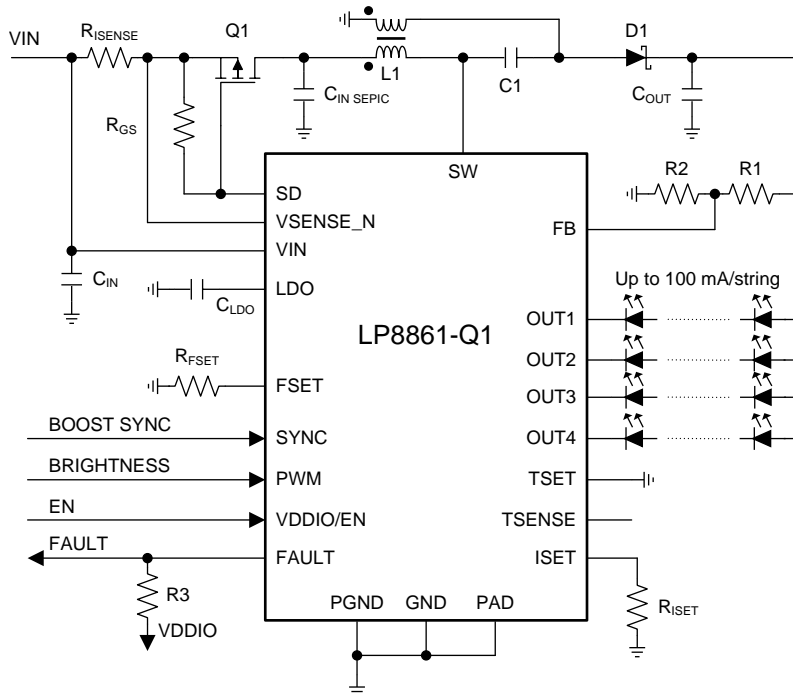 VIN
RISENSE
Q1
L1
C1
D1
CIN SEPIC
COUT
RGS
SW
R2
R1
SD
VSENSE_N
FB
VIN
CIN
LDO
CLDO
Up to 100 mA/string
LP8861-Q1
OUT1
OUT2
RFSET
FSET
OUT3
BOOST SYNC
SYNC
OUT4
BRIGHTNESS
PWM
TSET
EN
VDDIO/EN
TSENSE
FAULT
FAULT
ISET
R3
VDDIO
PGND
GND
PAD
RISET